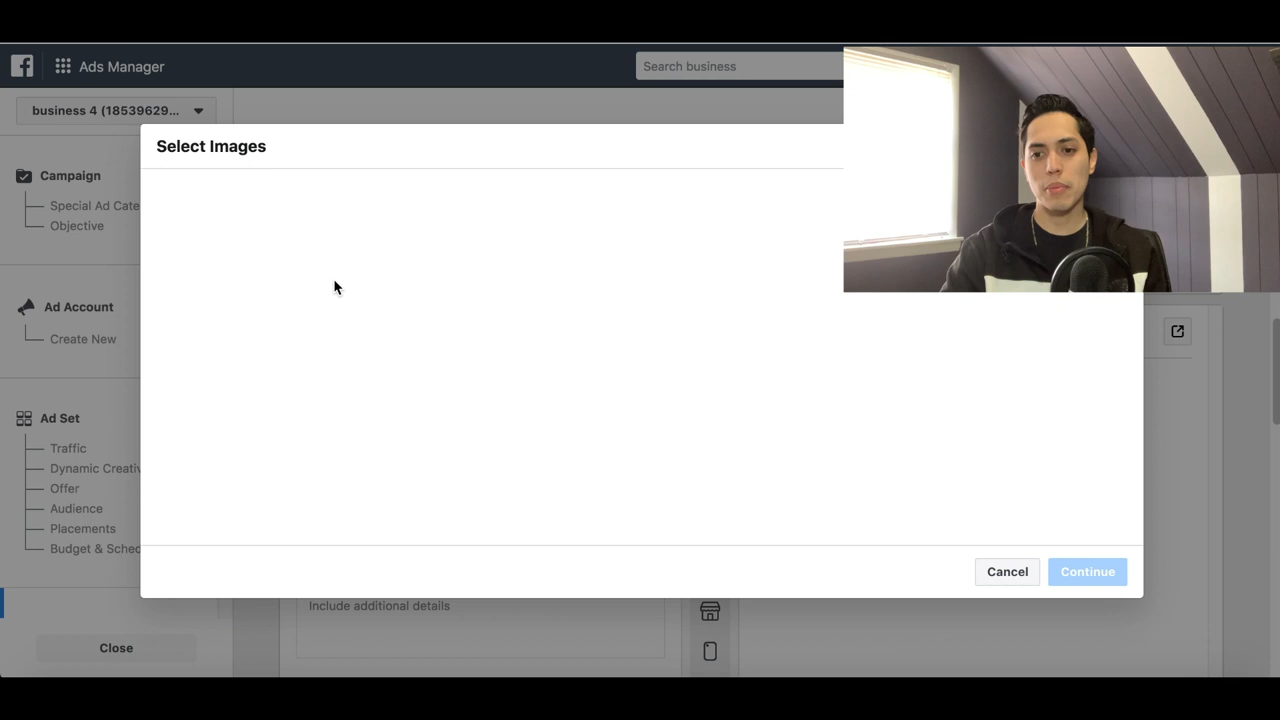 Ads Manager
Search business
business 4 (18539629...
Select Images
Campaign
Special Ad Cate
Objective
Ad Account
Create New
Ad Set
Traffic
Dynamic Creativ
Offer
Audience
Placements
Budget & Sched
Cancel
Continue
Include additional details
Close